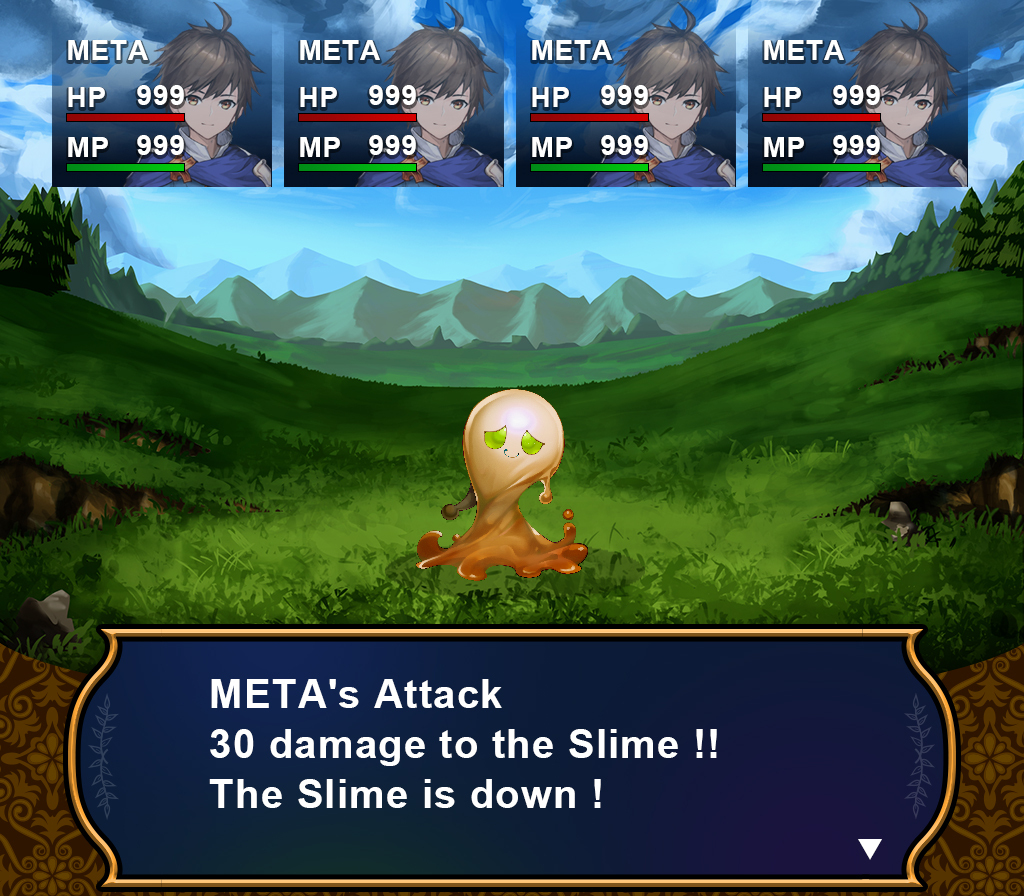 META META META META
HP 999 HP 999 HP 999 HP 999
MP 999 MP 999 MP 999 MP 999
META's Attack
30 damage to the Slime !!
The Slime is down !